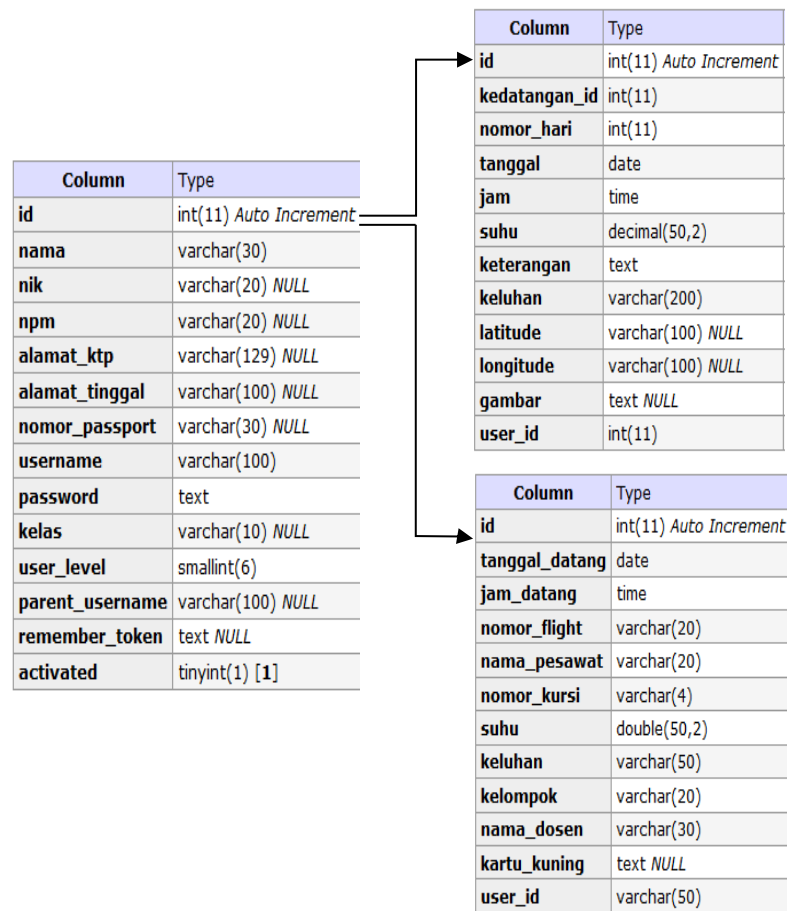 Column Type
id int(11) Auto Increment
nama varchar(30)
nik varchar(20) NULL
npm varchar(20) NULL
alamat_ktp varchar(129) NULL
alamat_tinggal varchar(100) NULL
nomor_passport varchar(30) NULL
username varchar(100)
password text
kelas varchar(10) NULL
user_level smallint(6)
parent_username varchar(100) NULL
remember_token text NULL
activated tinyint(1) [1]
Column Type
id int(11) Auto Increment
kedatangan_id int(11)
nomor_hari int(11)
tanggal date
jam time
suhu decimal(50,2)
keterangan text
keluhan varchar(200)
latitude varchar(100) NULL
longitude varchar(100) NULL
gambar text NULL
user_id int(11)
Column Type
id int(11) Auto Increment
tanggal_datang date
jam_datang time
nomor_flight varchar(20)
nama_pesawat varchar(20)
nomor_kursi varchar(4)
suhu double(50,2)
keluhan varchar(50)
kelompok varchar(20)
nama_dosen varchar(30)
kartu_kuning text NULL
user_id varchar(50)